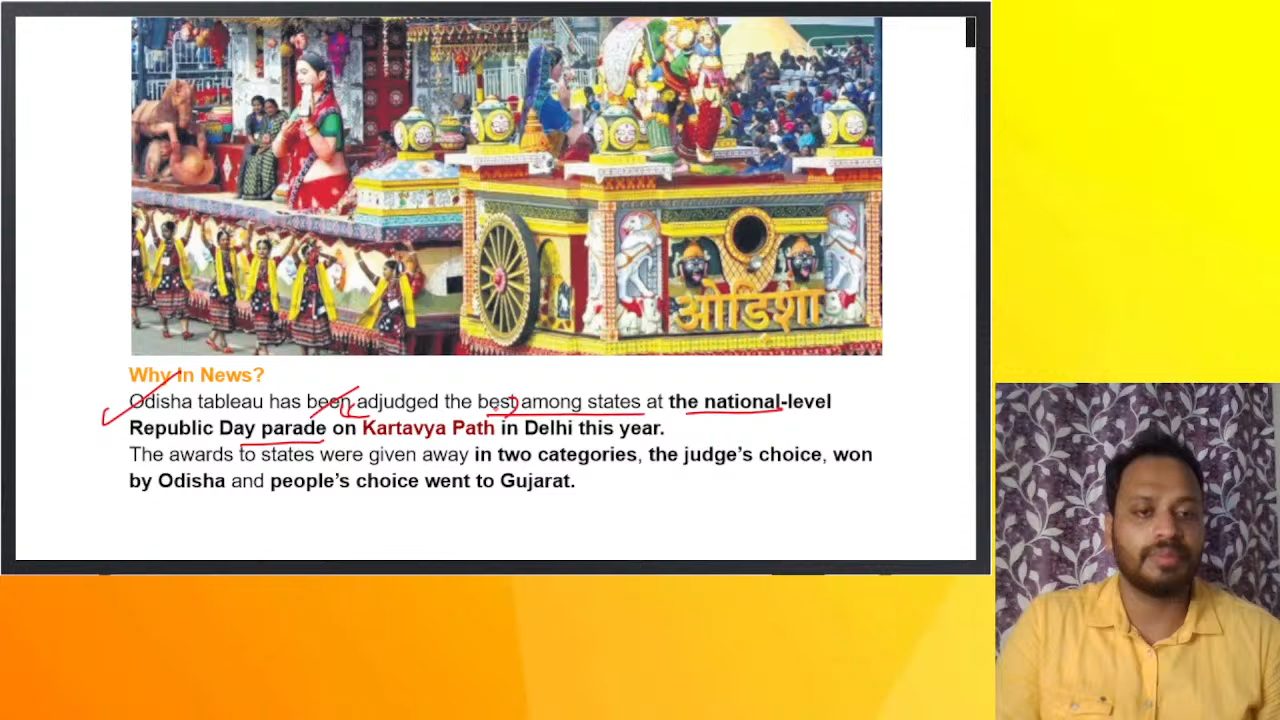 ओडिशा
Why In News?
Odisha tableau has been adjudged the best among states at the national-level
Republic Day parade on Kartavya Path in Delhi this year.
The awards to states were given away in two categories, the judge's choice, won
by Odisha and people's choice went to Gujarat.